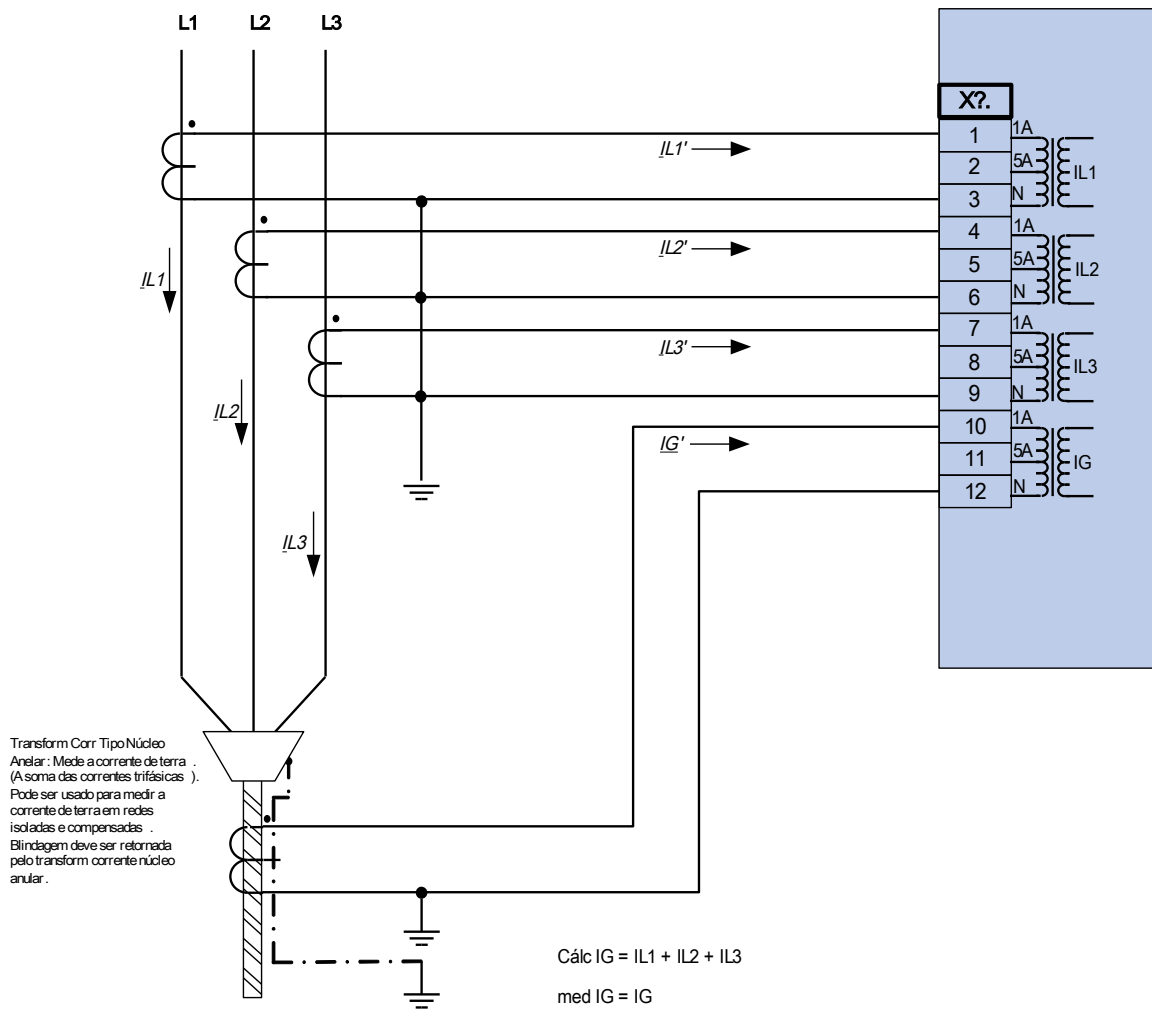 L1 L2 L3
X?.
1 1A
2 5A
3 N
IL1
4 1A
5 5A
6 N
IL2
7 1A
8 5A
9 N
IL3
10 1A
11 5A
12 N
IG
IL1'
IL2'
IL3'
IG'
IL1
IL2
IL3
Transform Corr Tipo Núcleo
Anelar : Mede a corrente de terra .
(A soma das correntes trifásicas ).
Pode ser usado para medir a
corrente de terra em redes
isoladas e compensadas .
Blindagem deve ser retornada
pelo transform corrente núcleo
anular .
Cálc IG = IL1 + IL2 + IL3
med IG = IG